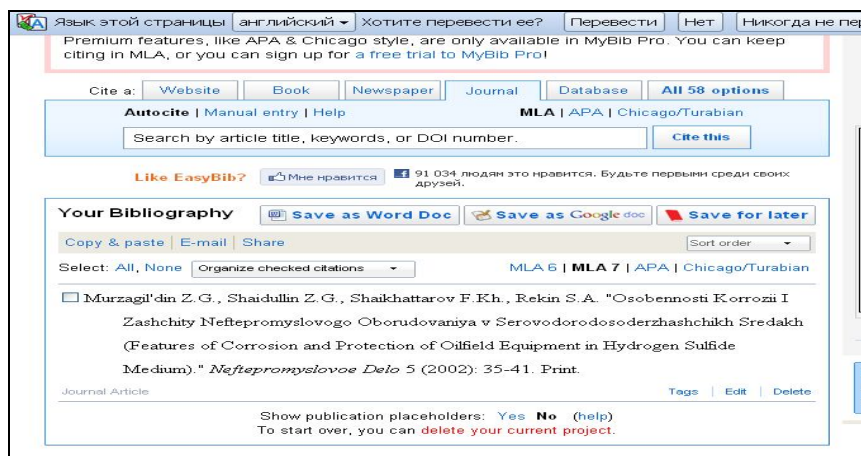 Язык этой страницы английский Хотите перевести ее? Перевести Нет Никогда не пер
Premium features, like APA & Chicago style, are only available in MyBib Pro. You can keep
citing in MLA, or you can sign up for a free trial to MyBib Pro!
Cite a: Website Book Newspaper Journal Database All 58 options
Autocite | Manual entry | Help MLA | APA | Chicago/Turabian
Search by article title, keywords, or DOI number. Cite this
Like EasyBib? Мне нравится 91 034 людям это нравится. Будьте первыми среди своих
друзей.
Your Bibliography Save as Word Doc Save as Google doc Save for later
Copy & paste | E-mail | Share Sort order
Select: All, None Organize checked citations MLA 6 | MLA 7 | APA | Chicago/Turabian
Murzagil'din Z.G., Shaidullin Z.G., Shaikhattarov F.Kh., Rekin S.A. "Osobennosti Korrozii I
Zashchity Neftepromyslovogo Oborudovaniya v Serovodorodosoderzhashchikh Sredakh
(Features of Corrosion and Protection of Oilfield Equipment in Hydrogen Sulfide
Medium)." Neftepromyslovoe Delo 5 (2002): 35-41. Print.
Journal Article Tags | Edit | Delete
Show publication placeholders: Yes No (help)
To start over, you can delete your current project.